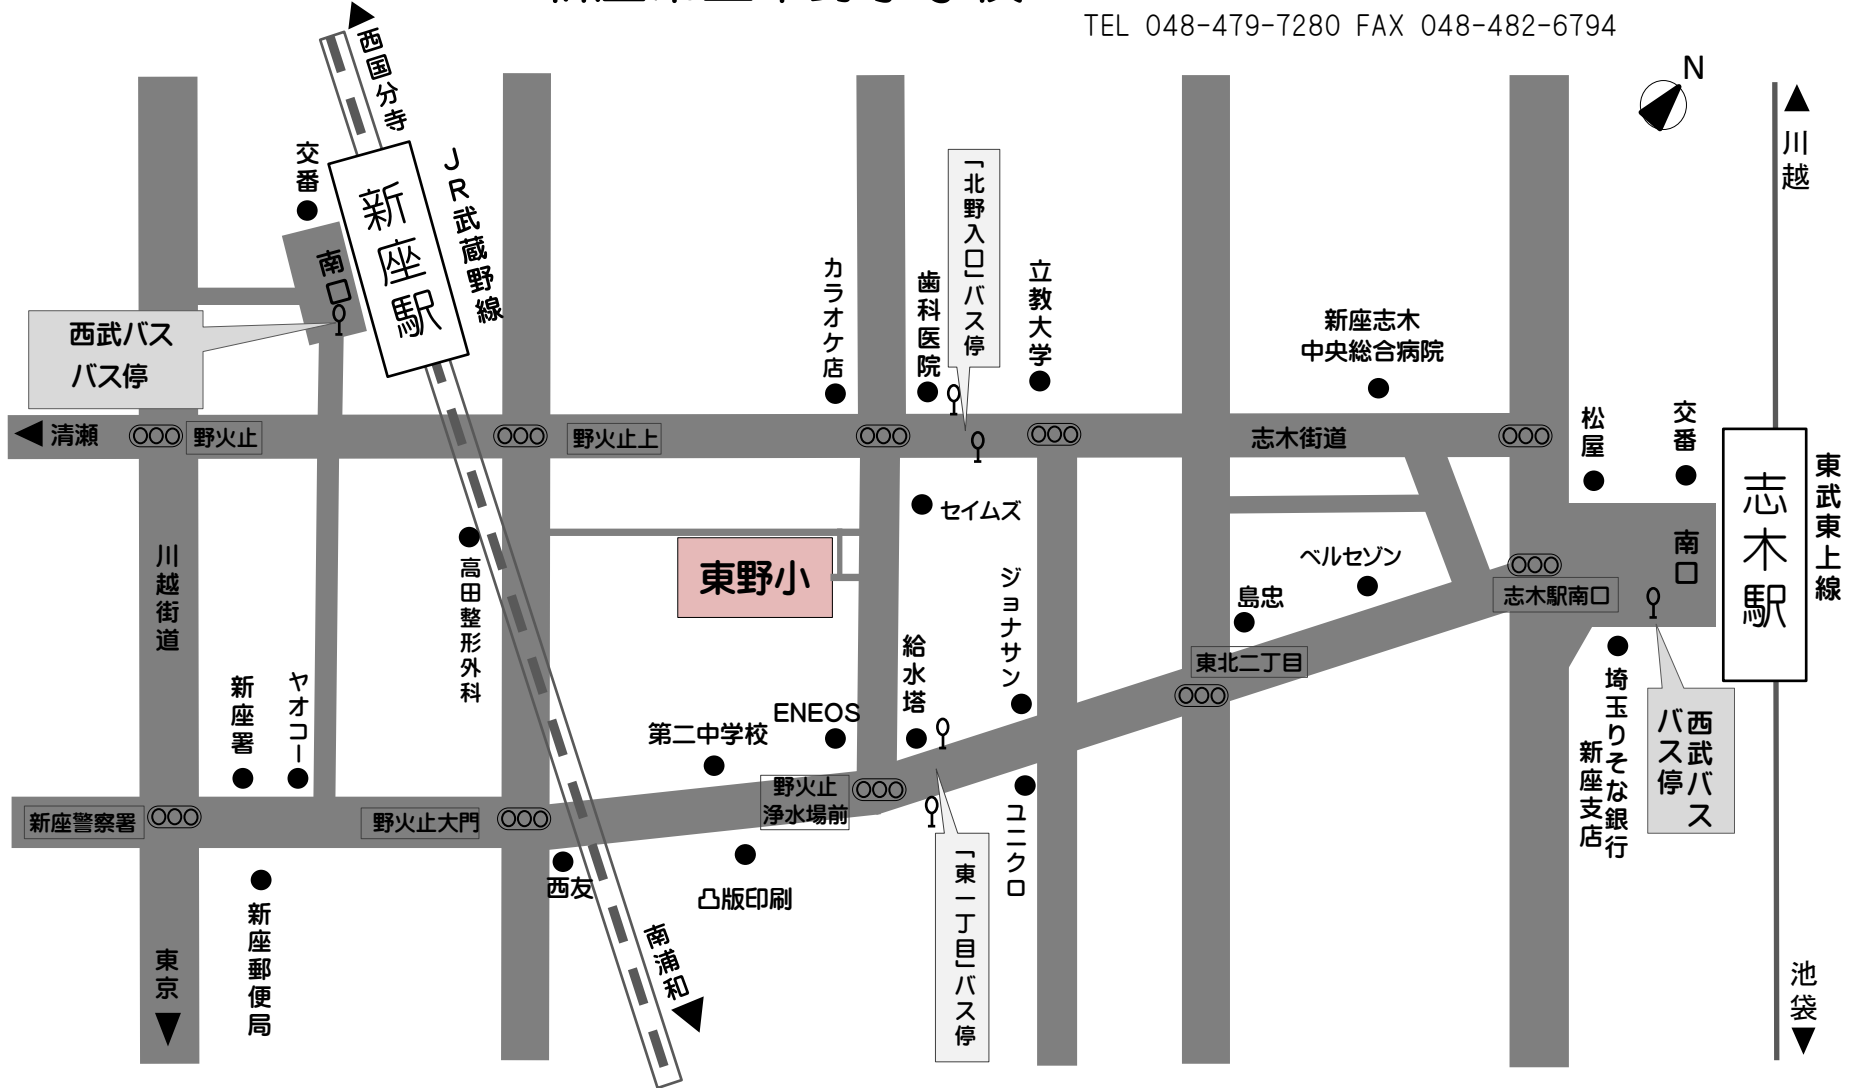 TEL 048-479-7280 FAX 048-482-6794
N
西国分寺
交番
新座駅
JR武蔵野線
南口
西武バス
バス停
カラオケ店
歯科医院
「北野入口」バス停
立教大学
新座志木
中央総合病院
川越
清瀬
野火止
野火止上
志木街道
松屋
交番
志木駅
東武東上線
南口
セイムズ
東野小
川越街道
高田整形外科
ジョナサン
ベルセゾン
島忠
志木駅南口
東北二丁目
給水塔
新座署
ヤオコー
第二中学校
ENEOS
野火止
浄水場前
新座警察署
野火止大門
西友
凸版印刷
ユニクロ
「東一丁目」バス停
埼玉りそな銀行
新座支店
西武バス
バス停
新座郵便局
東京
南浦和
池袋